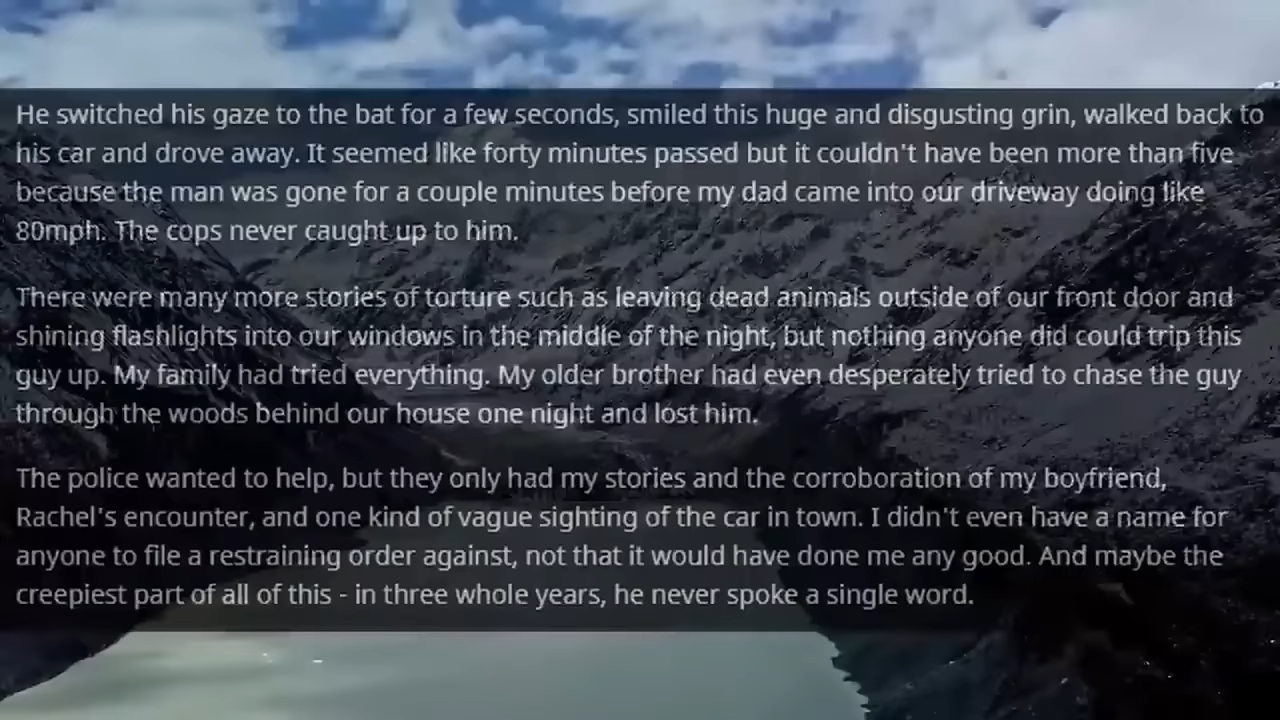 He switched his gaze to the bat for a few seconds, smiled this huge and disgusting grin, walked back to
his car and drove away. It seemed like forty minutes passed but it couldn't have been more than five
because the man was gone for a couple minutes before my dad came into our driveway doing like
80mph. The cops never caught up to him.
There were many more stories of torture such as leaving dead animals outside of our front door and
shining flashlights into our windows in the middle of the night, but nothing anyone did could trip this
guy up. My family had tried everything. My older brother had even desperately tried to chase the guy
through the woods behind our house one night and lost him.
The police wanted to help, but they only had my stories and the corroboration of my boyfriend,
Rachel's encounter, and one kind of vague sighting of the car in town. I didn't even have a name for
anyone to file a restraining order against, not that it would have done me any good. And maybe the
creepiest part of all of this - in three whole years, he never spoke a single word.